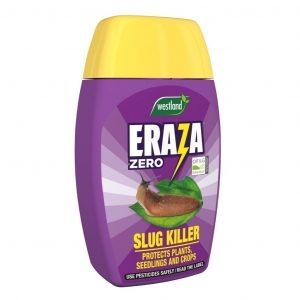 westland
ERAZA
ZERO
SLUG KILLER
PROTECTS PLANTS,
SEEDLINGS AND CROPS
USE PESTICIDES SAFELY | READ THE LABEL